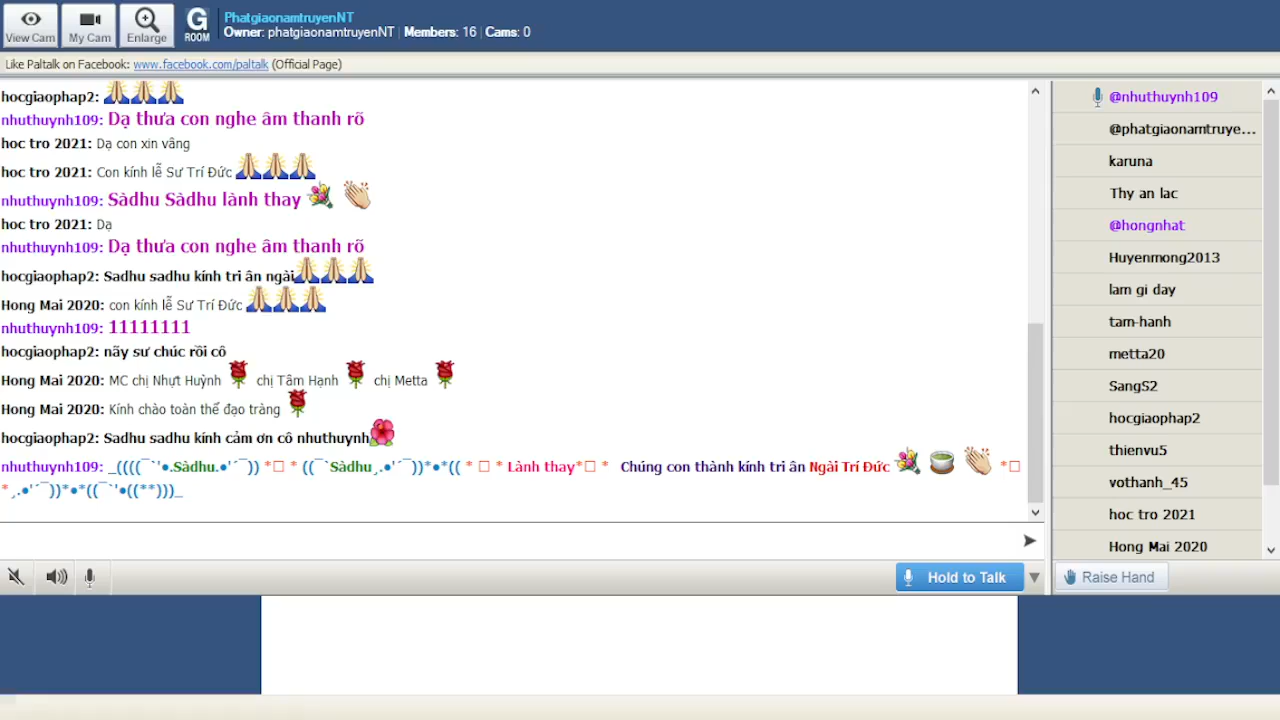 View Cam
My Cam
Enlarge
G
ROOM
PhatgiaonamtruyenNT
Owner: phatgiaonamtruyenNT | Members: 16 | Cams: 0
Like Paltalk on Facebook: www.facebook.com/paltalk (Official Page)
hocgiaophap2: 🙏🙏🙏
nhuthuynh109: Dạ thưa con nghe âm thanh rõ
hoc tro 2021: Dạ con xin vâng
hoc tro 2021: Con kính lễ Sư Trí Đức 🙏🙏🙏
nhuthuynh109: Sàdhu Sàdhu lành thay 💐 👏
hoc tro 2021: Dạ
nhuthuynh109: Dạ thưa con nghe âm thanh rõ
hocgiaophap2: Sadhu sadhu kính tri ân ngài🙏🙏🙏
Hong Mai 2020: con kính lễ Sư Trí Đức 🙏🙏🙏
nhuthuynh109: 11111111
hocgiaophap2: nãy sư chúc rồi cô
Hong Mai 2020: MC chị Nhựt Huỳnh 🌹 chị Tâm Hạnh 🌹 chị Metta 🌹
Hong Mai 2020: Kính chào toàn thể đạo tràng 🌹
hocgiaophap2: Sadhu sadhu kính cảm ơn cô nhuthuynh🌺
nhuthuynh109: _((((¯`'●.Sàdhu.●'´¯)) *□ * ((¯`Sàdhu¸.●'´¯))*●*(( * □ * Lành thay*□ * Chúng con thành kính tri ân Ngài Trí Đức 💐 🍵 👏 *□
*¸.●'´¯))*●*((¯`'●((**)))_
Hold to Talk
@nhuthuynh109
@phatgiaonamtruye...
karuna
Thy an lac
@hongnhat
Huyenmong2013
lam gi day
tam-hanh
metta20
SangS2
hocgiaophap2
thienvu5
vothanh_45
hoc tro 2021
Hong Mai 2020
Raise Hand